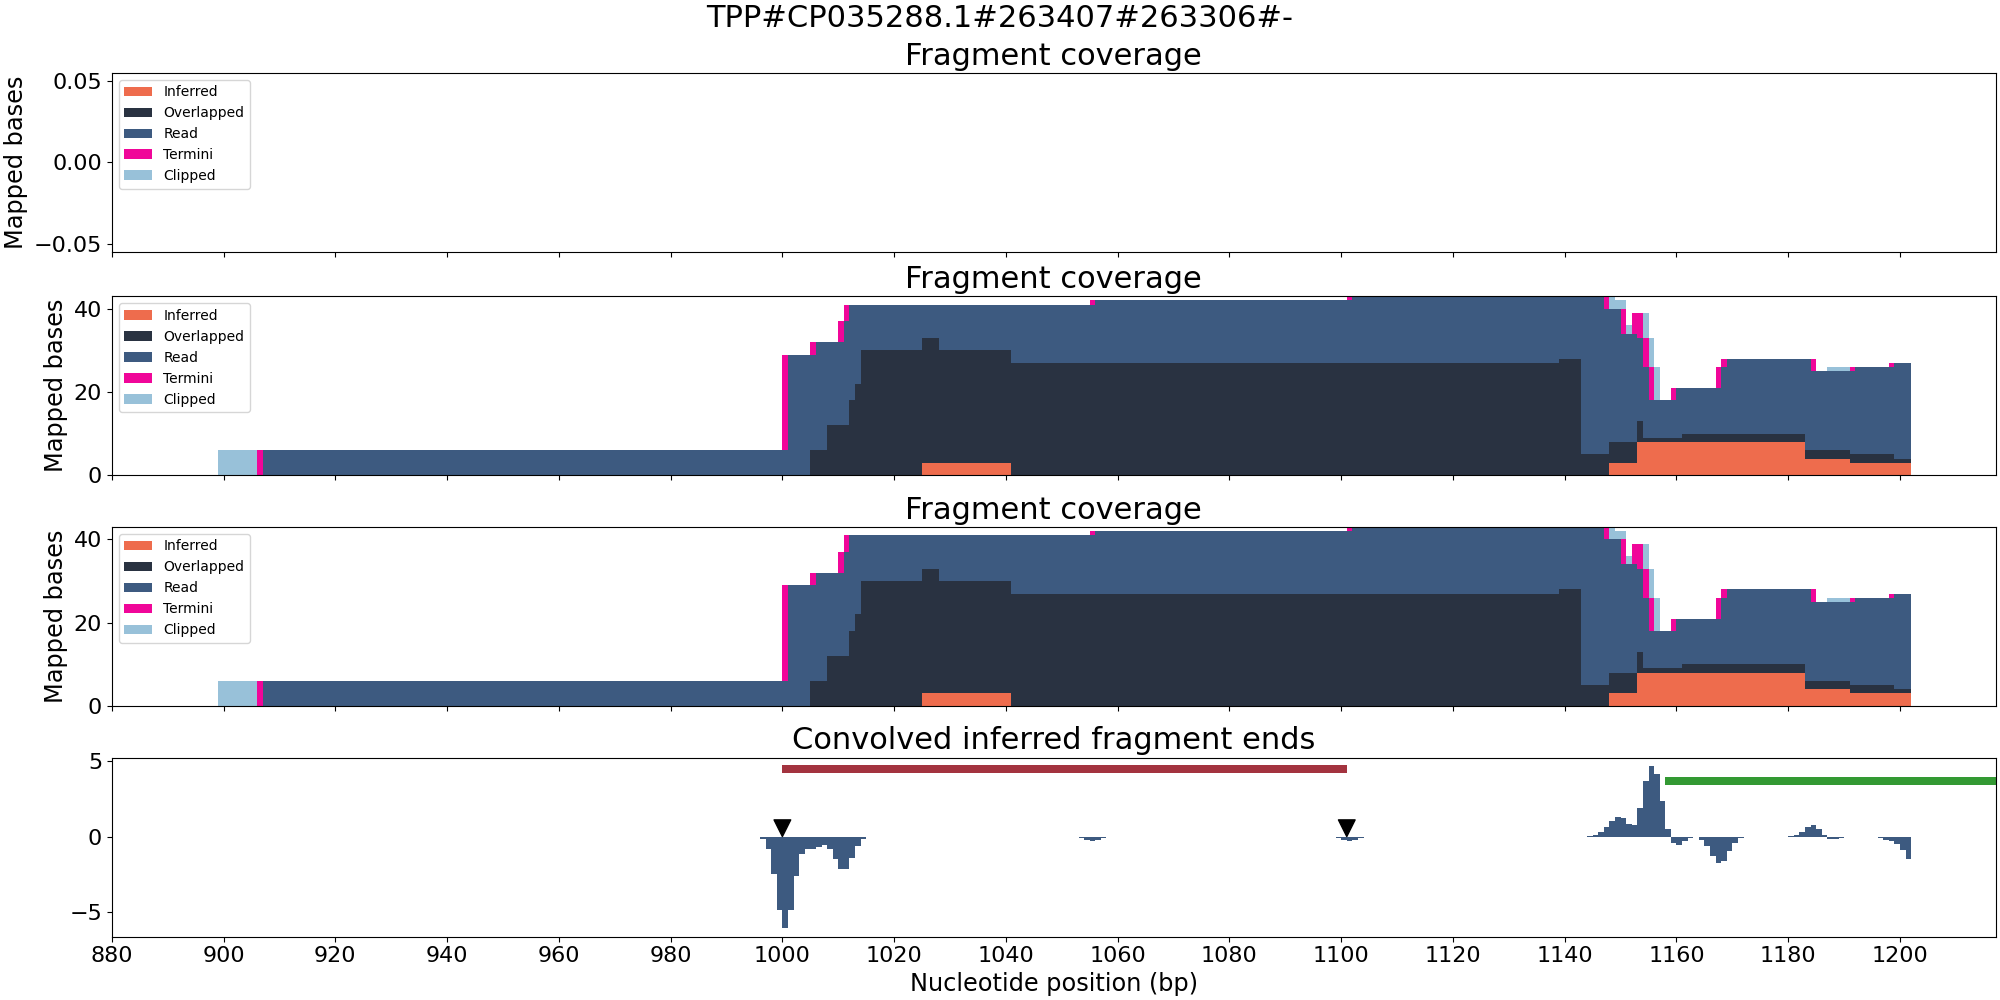 TPP#CP035288.1#263407#263306#-
Fragment coverage
Mapped bases
0.05
0.00
−0.05
Inferred
Overlapped
Read
Termini
Clipped
Fragment coverage
Mapped bases
40
20
0
Inferred
Overlapped
Read
Termini
Clipped
Fragment coverage
Mapped bases
40
20
0
Inferred
Overlapped
Read
Termini
Clipped
Convolved inferred fragment ends
5
0
−5
880 900 920 940 960 980 1000 1020 1040 1060 1080 1100 1120 1140 1160 1180 1200
Nucleotide position (bp)